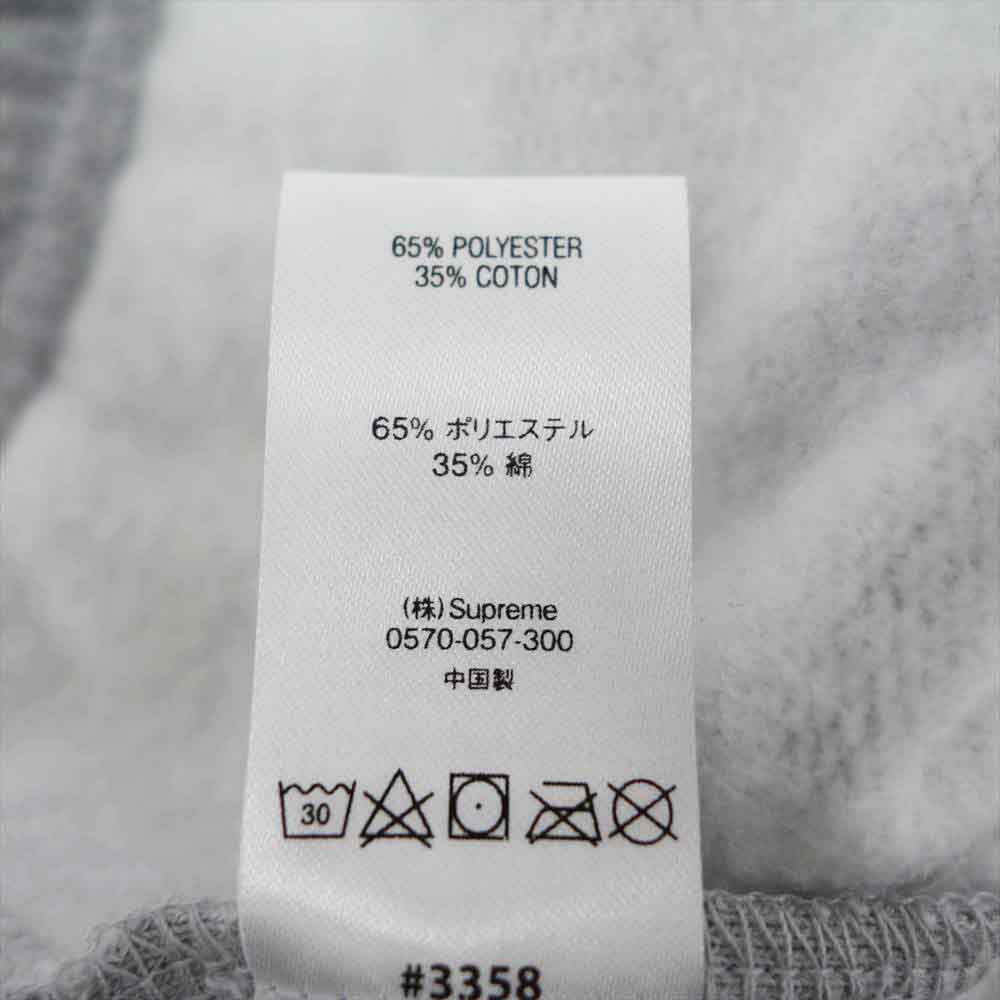 65% POLYESTER
35% COTON
65% ポリエステル
35% 綿
(株)Supreme
0570-057-300
中国製
30
#3358